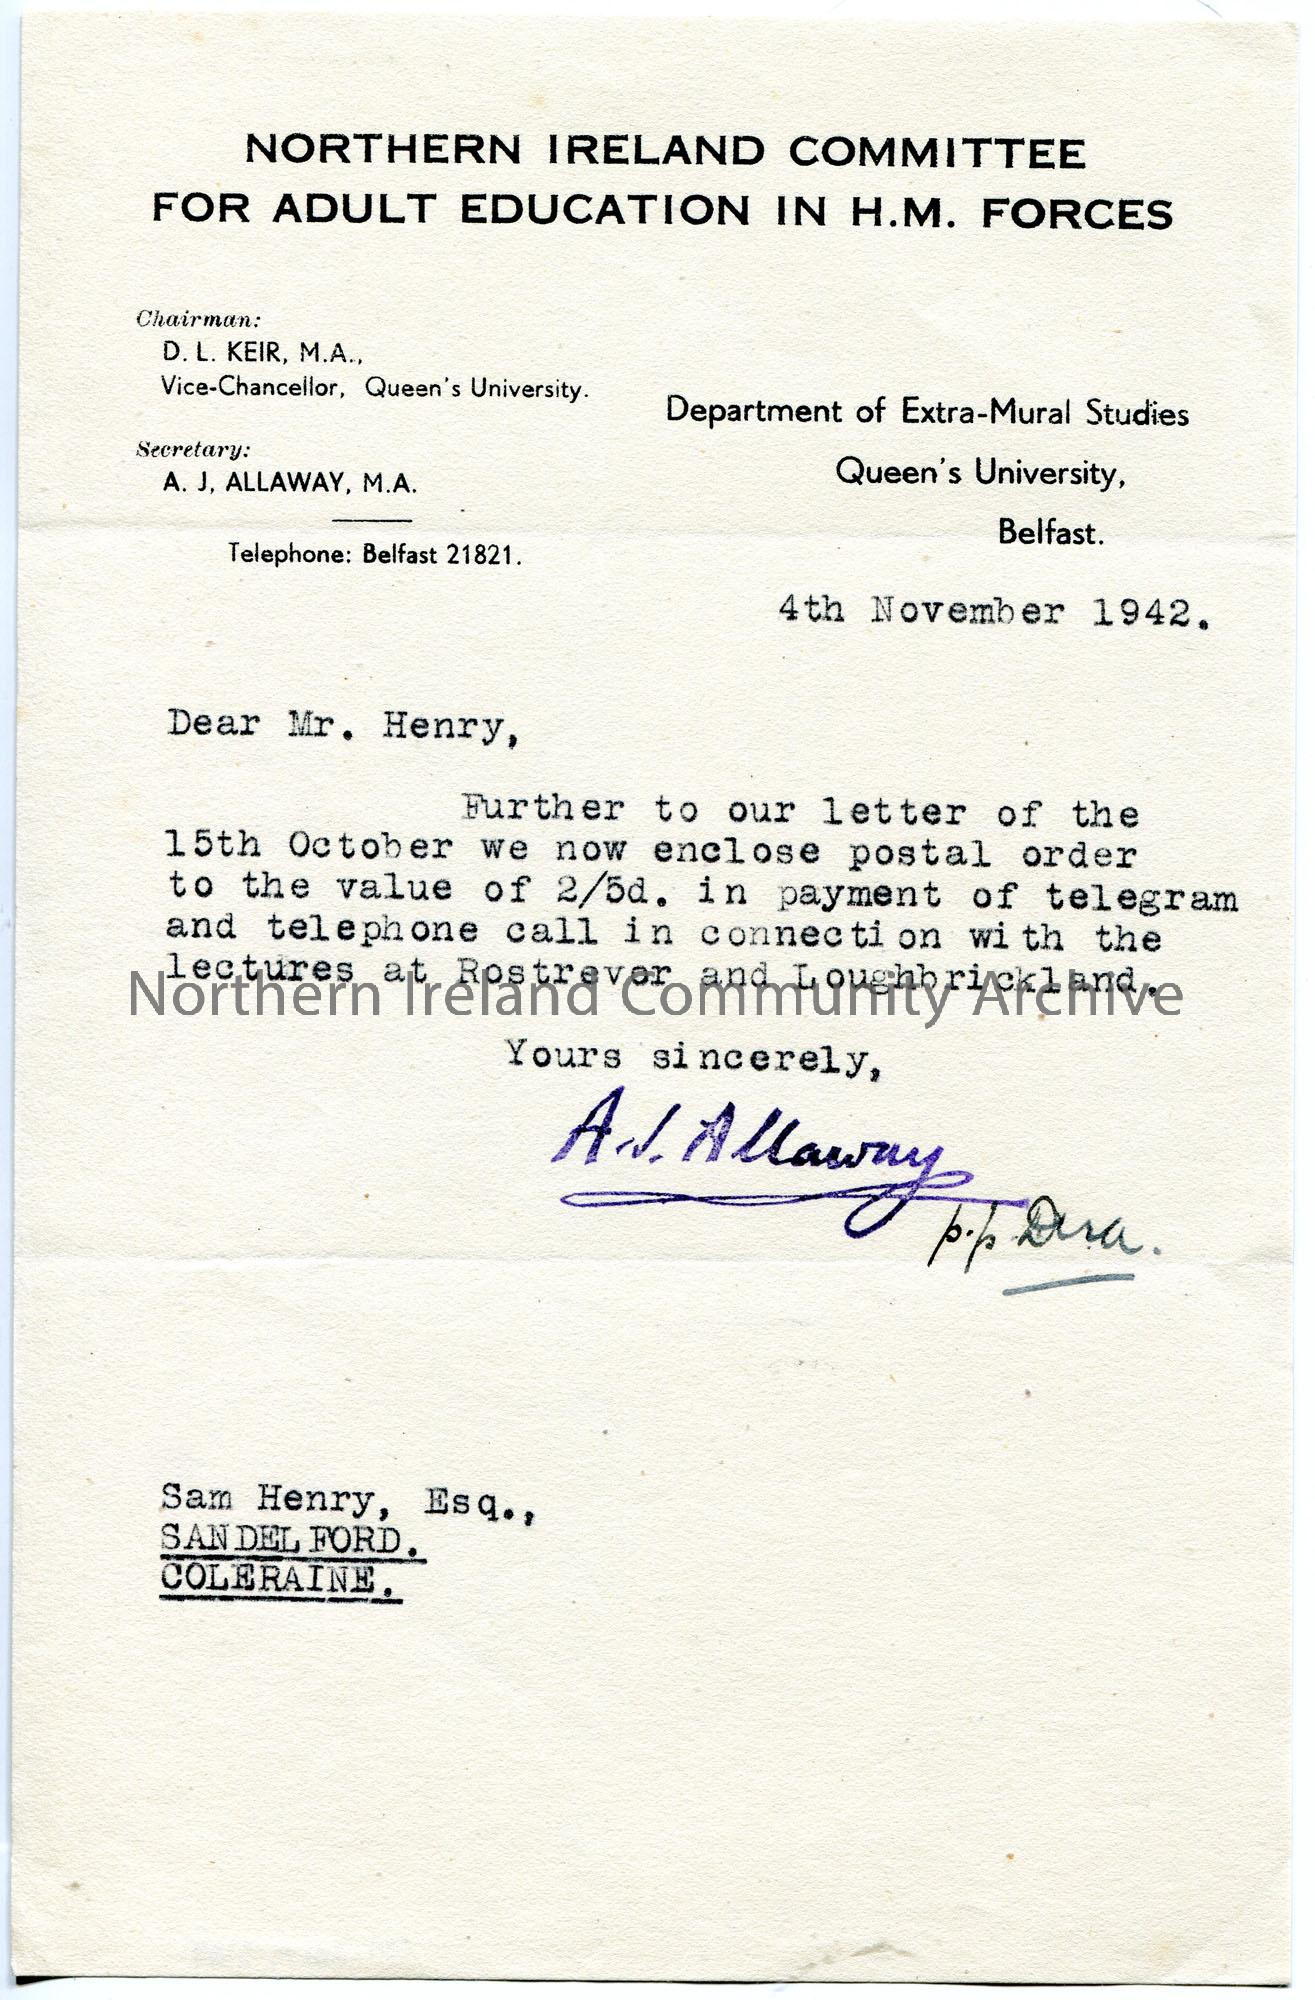 NORTHERN IRELAND COMMITTEE
FOR ADULT EDUCATION IN H.M. FORCES
Chairman:
D. L. KEIR, M.A.,
Vice-Chancellor, Queen's University.
Secretary:
A. J, ALLAWAY, M.A.
Telephone: Belfast 21821.
Department of Extra-Mural Studies
Queen's University,
Belfast.
4th November 1942.
Dear Mr. Henry,
Further to our letter of the
15th October we now enclose postal order
to the value of 2/5d. in payment of telegram
and telephone call in connection with the
lectures at Rostrevor and Loughbrickland.
Northern Ireland Community Archive
Yours sincerely,
A. J. Allaway
p.p.
Sam Henry, Esq.,
SANDELFORD.
COLERAINE.